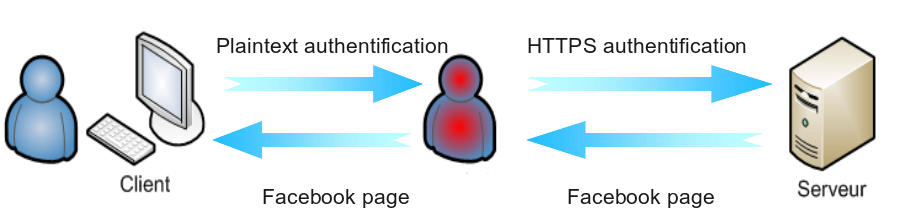 Plaintext authentification
HTTPS authentification
Client
Facebook page
Facebook page
Serveur